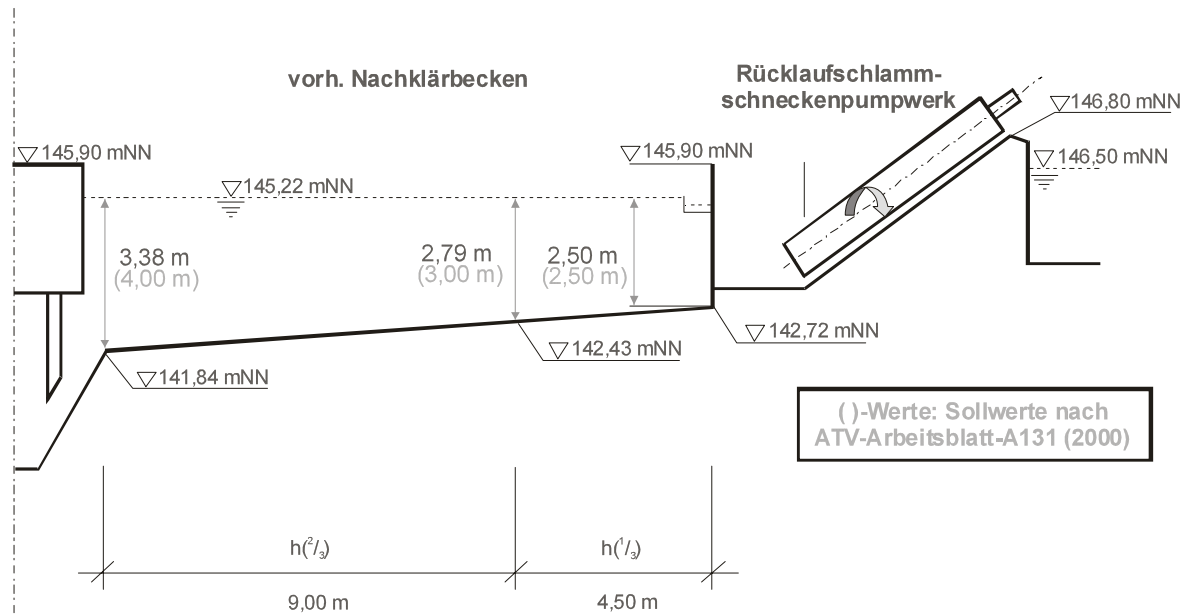 vorh. Nachklärbecken
Rücklaufschlamm-
schneckenpumpwerk
146,80 mNN
145,90 mNN
145,90 mNN
146,50 mNN
145,22 mNN
3,38 m
(4,00 m)
2,79 m
(3,00 m)
2,50 m
(2,50 m)
142,72 mNN
142,43 mNN
141,84 mNN
( )-Werte: Sollwerte nach
ATV-Arbeitsblatt-A131 (2000)
h(2/3)
h(1/3)
9,00 m
4,50 m